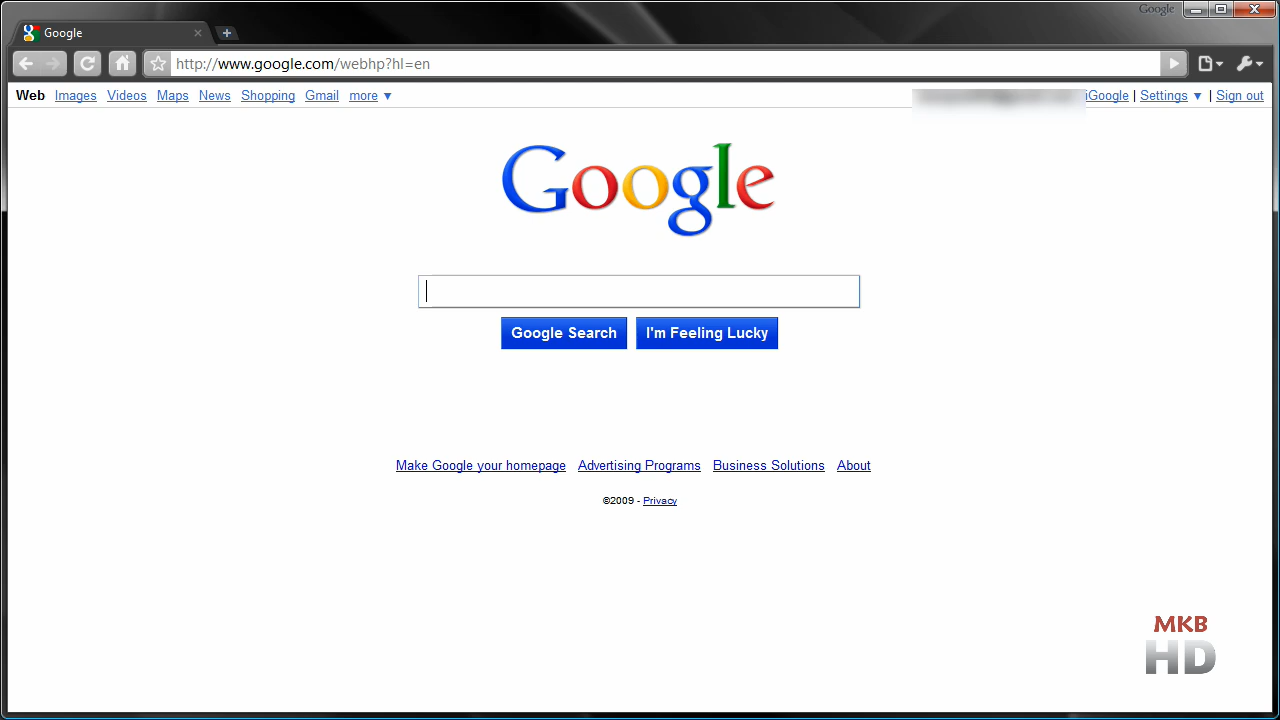 Google
Google
http://www.google.com/webhp?hl=en
Web Images Videos Maps News Shopping Gmail more ▼ iGoogle | Settings ▼ | Sign out
Google
Google Search I'm Feeling Lucky
Make Google your homepage Advertising Programs Business Solutions About
©2009 - Privacy
MKB
HD